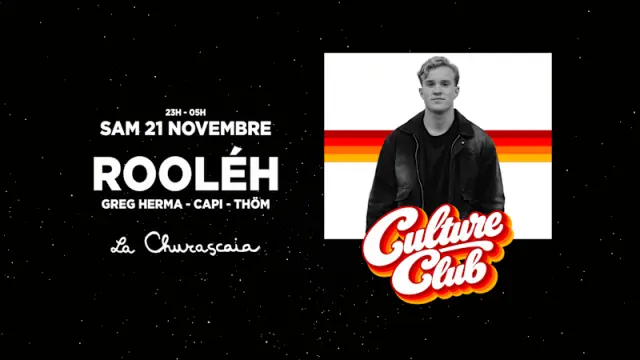 23H - 05H
SAM 21 NOVEMBRE
ROOLÉH
GREG HERMA - CAPI - THÖM
La Churascaia
Culture
Club